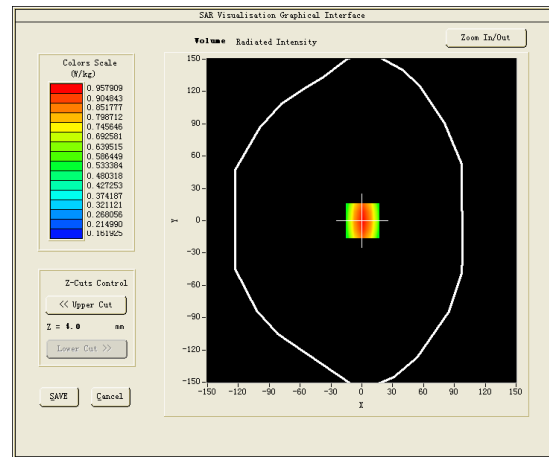 SAR Visualisation Graphical Interface
Volume Radiated Intensity
Zoom In/Out
Colors Scale
(W/kg)
0.957909
0.904843
0.851777
0.798712
0.745646
0.692581
0.639515
0.586449
0.533384
0.480318
0.427253
0.374187
0.321121
0.268056
0.214990
0.161925
Z-Cuts Control
<< Upper Cut
Z = 4.0 mm
Lower Cut >>
SAVE
Cancel
150
120
90
60
30
0
-30
-60
-90
-120
-150
Y
-150 -120 -90 -60 -30 0 30 60 90 120 150
X